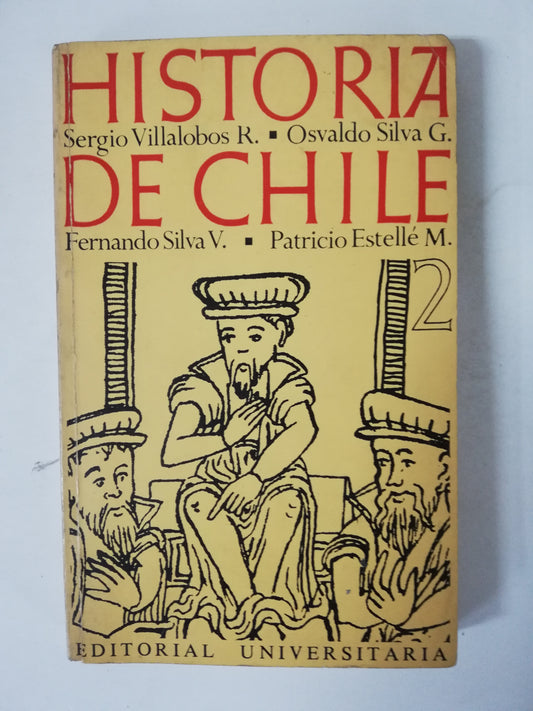 HISTORIA
Sergio Villalobos R. ▪ Osvaldo Silva G.
DE CHILE
Fernando Silva V. ▪ Patricio Estellé M.
2
EDITORIAL UNIVERSITARIA